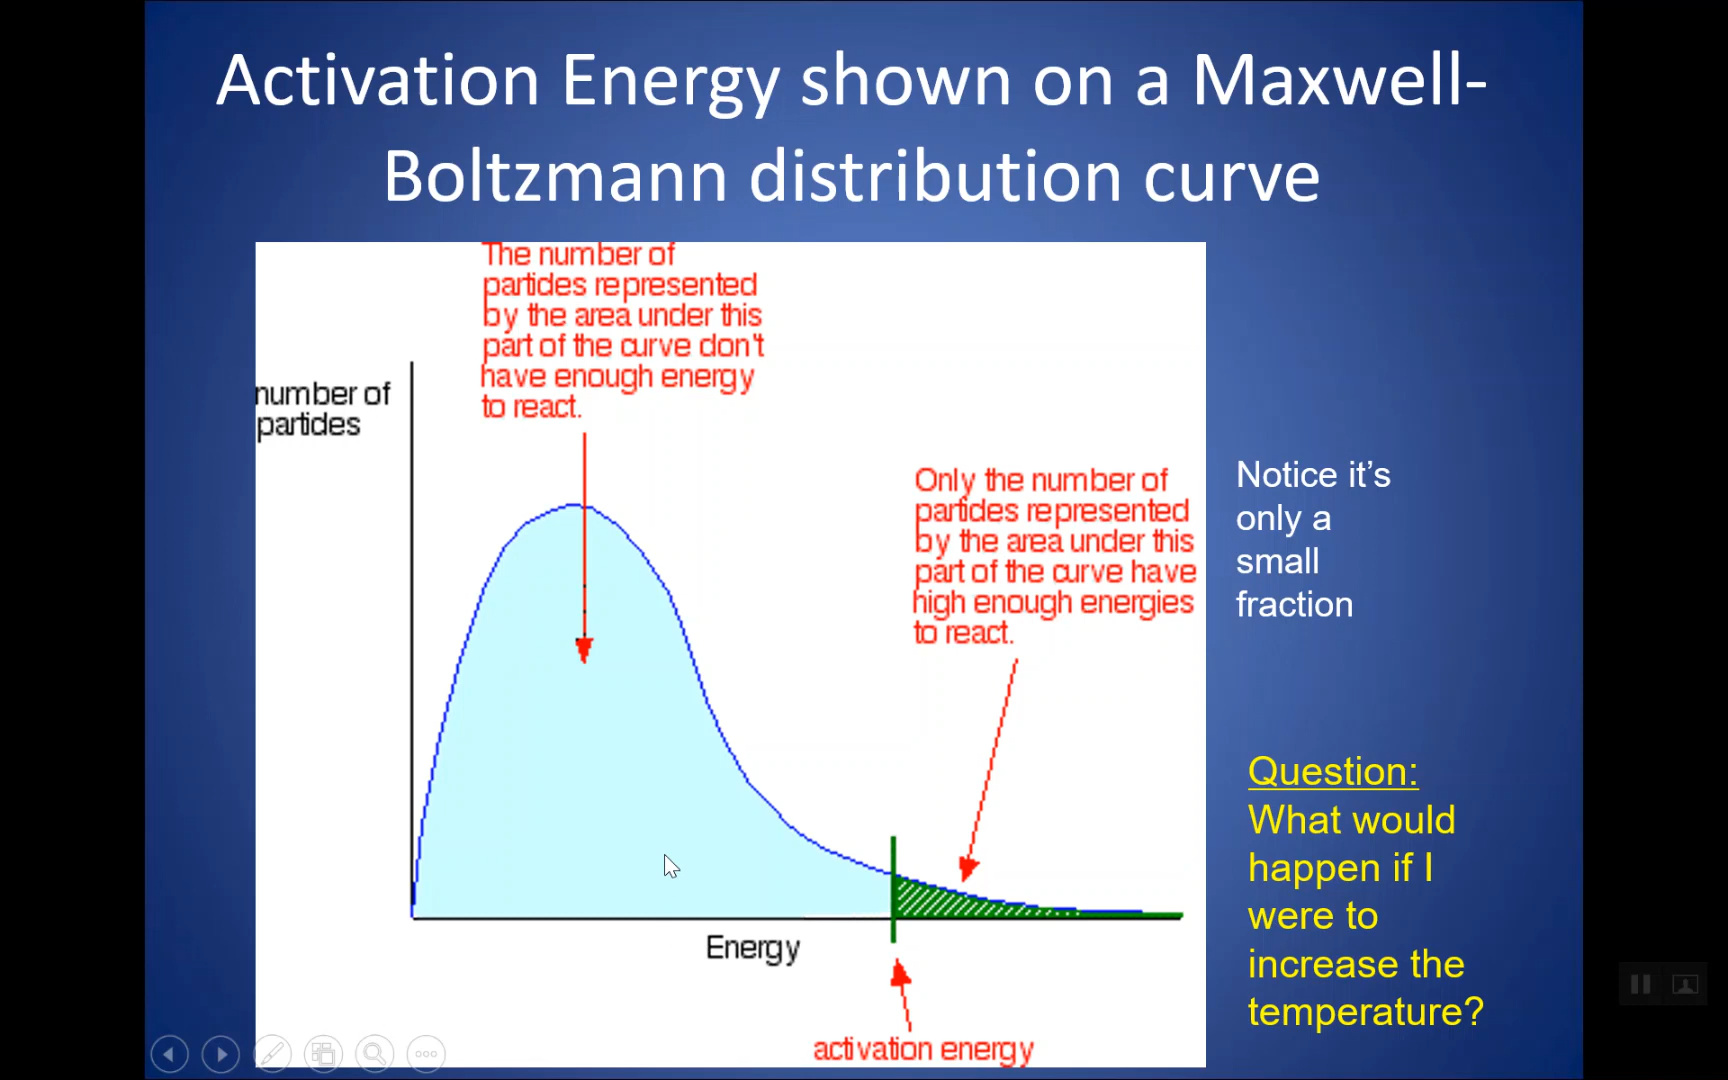 Activation Energy shown on a Maxwell-
Boltzmann distribution curve
The number of
particles represented
by the area under this
part of the curve don't
have enough energy
to react.
number of
particles
Only the number of
particles represented
by the area under this
part of the curve have
high enough energies
to react.
Notice it’s
only a
small
fraction
Question:
What would
happen if I
were to
increase the
temperature?
Energy
activation energy